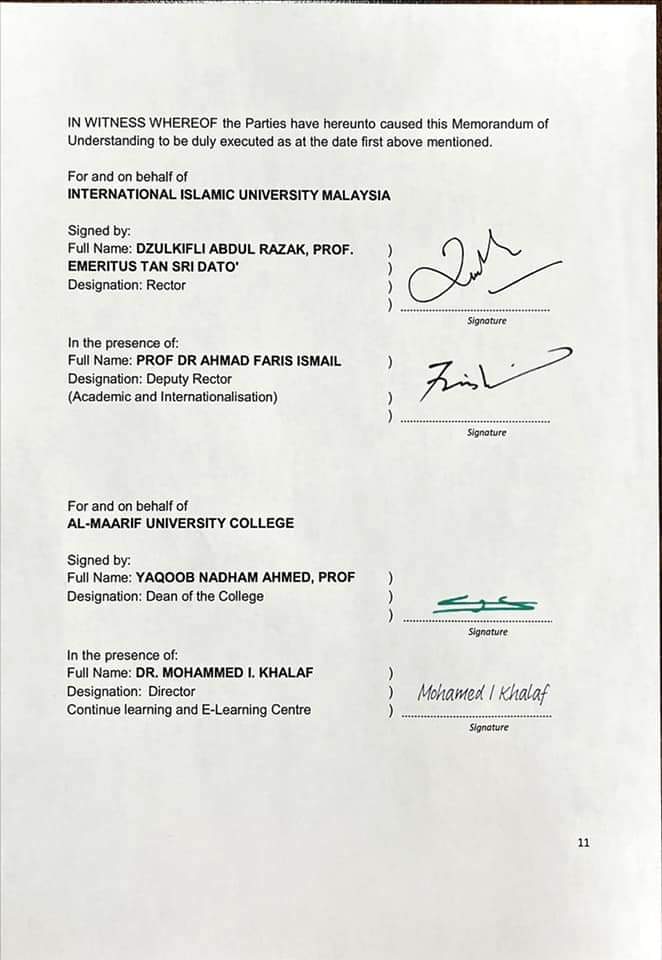 IN WITNESS WHEREOF the Parties have hereunto caused this Memorandum of
Understanding to be duly executed as at the date first above mentioned.
For and on behalf of
INTERNATIONAL ISLAMIC UNIVERSITY MALAYSIA
Signed by:
Full Name: DZULKIFLI ABDUL RAZAK, PROF. )
EMERITUS TAN SRI DATO' )
Designation: Rector )
)
Signature
In the presence of:
Full Name: PROF DR AHMAD FARIS ISMAIL )
Designation: Deputy Rector
(Academic and Internationalisation) )
)
Signature
For and on behalf of
AL-MAARIF UNIVERSITY COLLEGE
Signed by:
Full Name: YAQOOB NADHAM AHMED, PROF )
Designation: Dean of the College )
)
Signature
In the presence of:
Full Name: DR. MOHAMMED I. KHALAF )
Designation: Director ) Mohamed I Khalaf
Continue learning and E-Learning Centre )
Signature
11